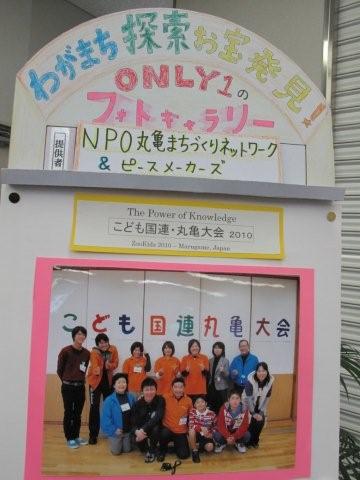 わがまち探索お宝発見!
ONLY1の
フォトギャラリー
提供者
NPO丸亀まちづくりネットワーク
& ピースメーカーズ
The Power of Knowledge
こども国連・丸亀大会 2010
ZooKids 2010 – Marugame, Japan
こども国連丸亀大会